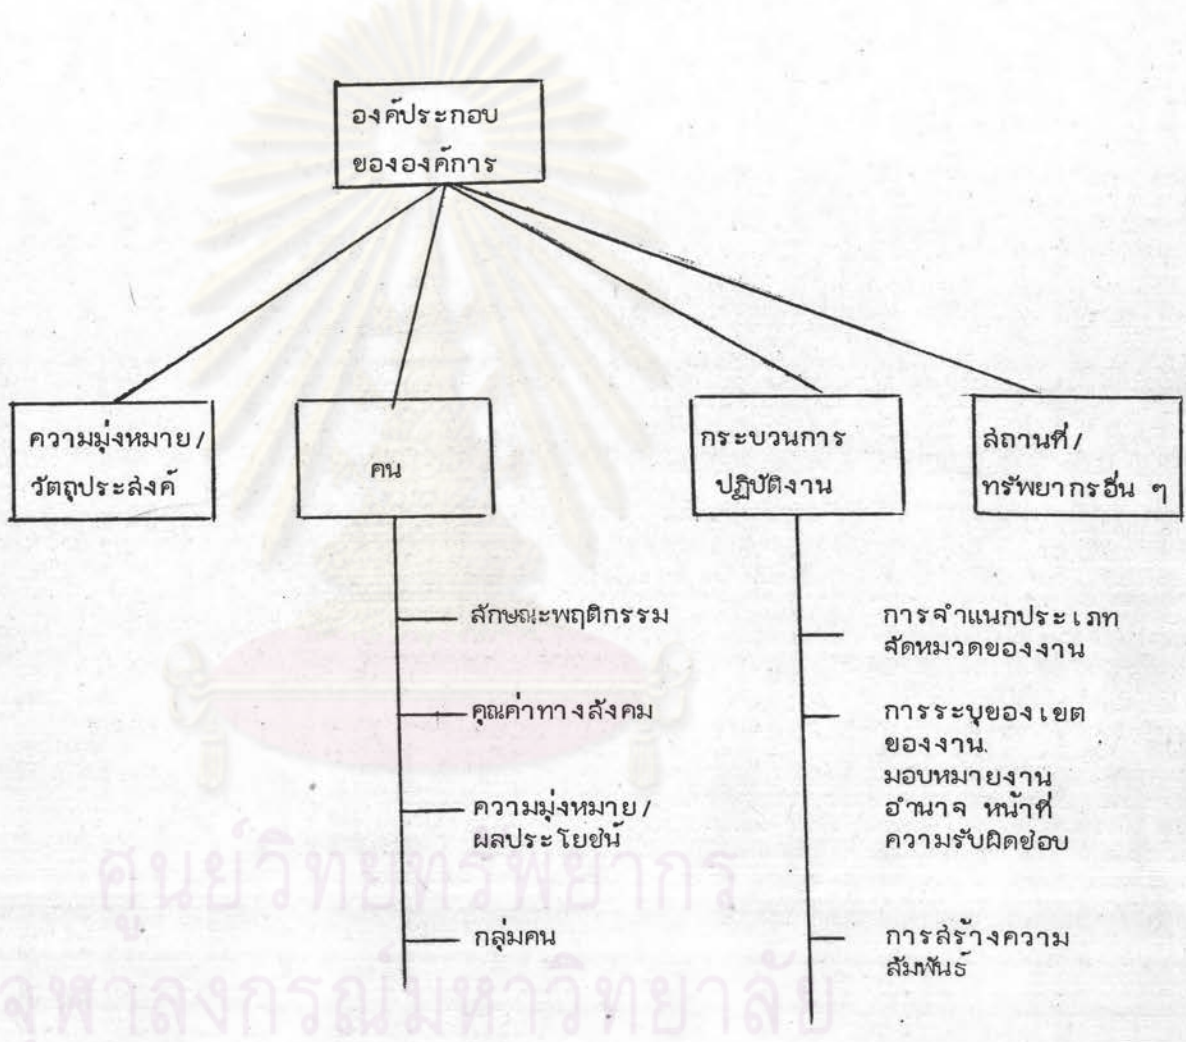 องค์ประกอบ
ขององค์การ
ความมุ่งหมาย/
วัตถุประสงค์
คน
กระบวนการ
ปฏิบัติงาน
สถานที่/
ทรัพยากรอื่น ๆ
ลักษณะพฤติกรรม
คุณค่าทางสังคม
ความมุ่งหมาย/
ผลประโยชน์
กลุ่มคน
การจำแนกประเภท
จัดหมวดของงาน
การระบุของเขต
ของงาน.
มอบหมายงาน
อำนาจ หน้าที่
ความรับผิดชอบ
การสร้างความ
สัมพันธ์
ศูนย์วิทยทรัพยากร
จุฬาลงกรณ์มหาวิทยาลัย